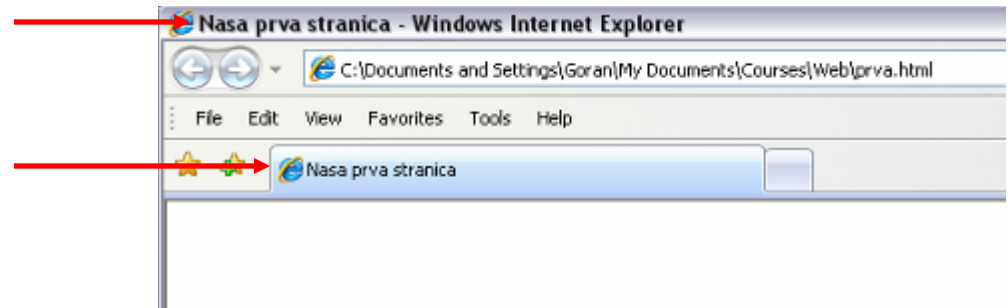 Nasa prva stranica - Windows Internet Explorer
C:\Documents and Settings\Goran\My Documents\Courses\Web\prva.html
File Edit View Favorites Tools Help
Nasa prva stranica